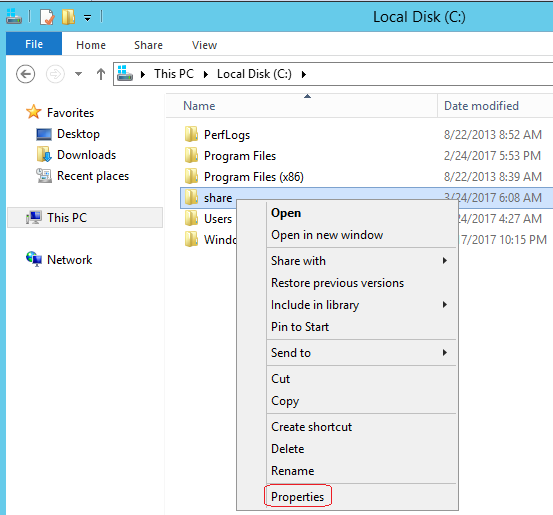 Local Disk (C:)
File Home Share View
This PC Local Disk (C:)
Name Date modified
Favorites
Desktop
Downloads
Recent places
This PC
Network
PerfLogs 8/22/2013 8:52 AM
Program Files 2/24/2017 5:53 PM
Program Files (x86) 8/22/2013 8:39 AM
share 3/24/2017 6:08 AM
Users 24/2017 4:27 AM
7/2017 10:15 PM
Open
Open in new window
Share with
Restore previous versions
Include in library
Pin to Start
Send to
Cut
Copy
Create shortcut
Delete
Rename
Properties